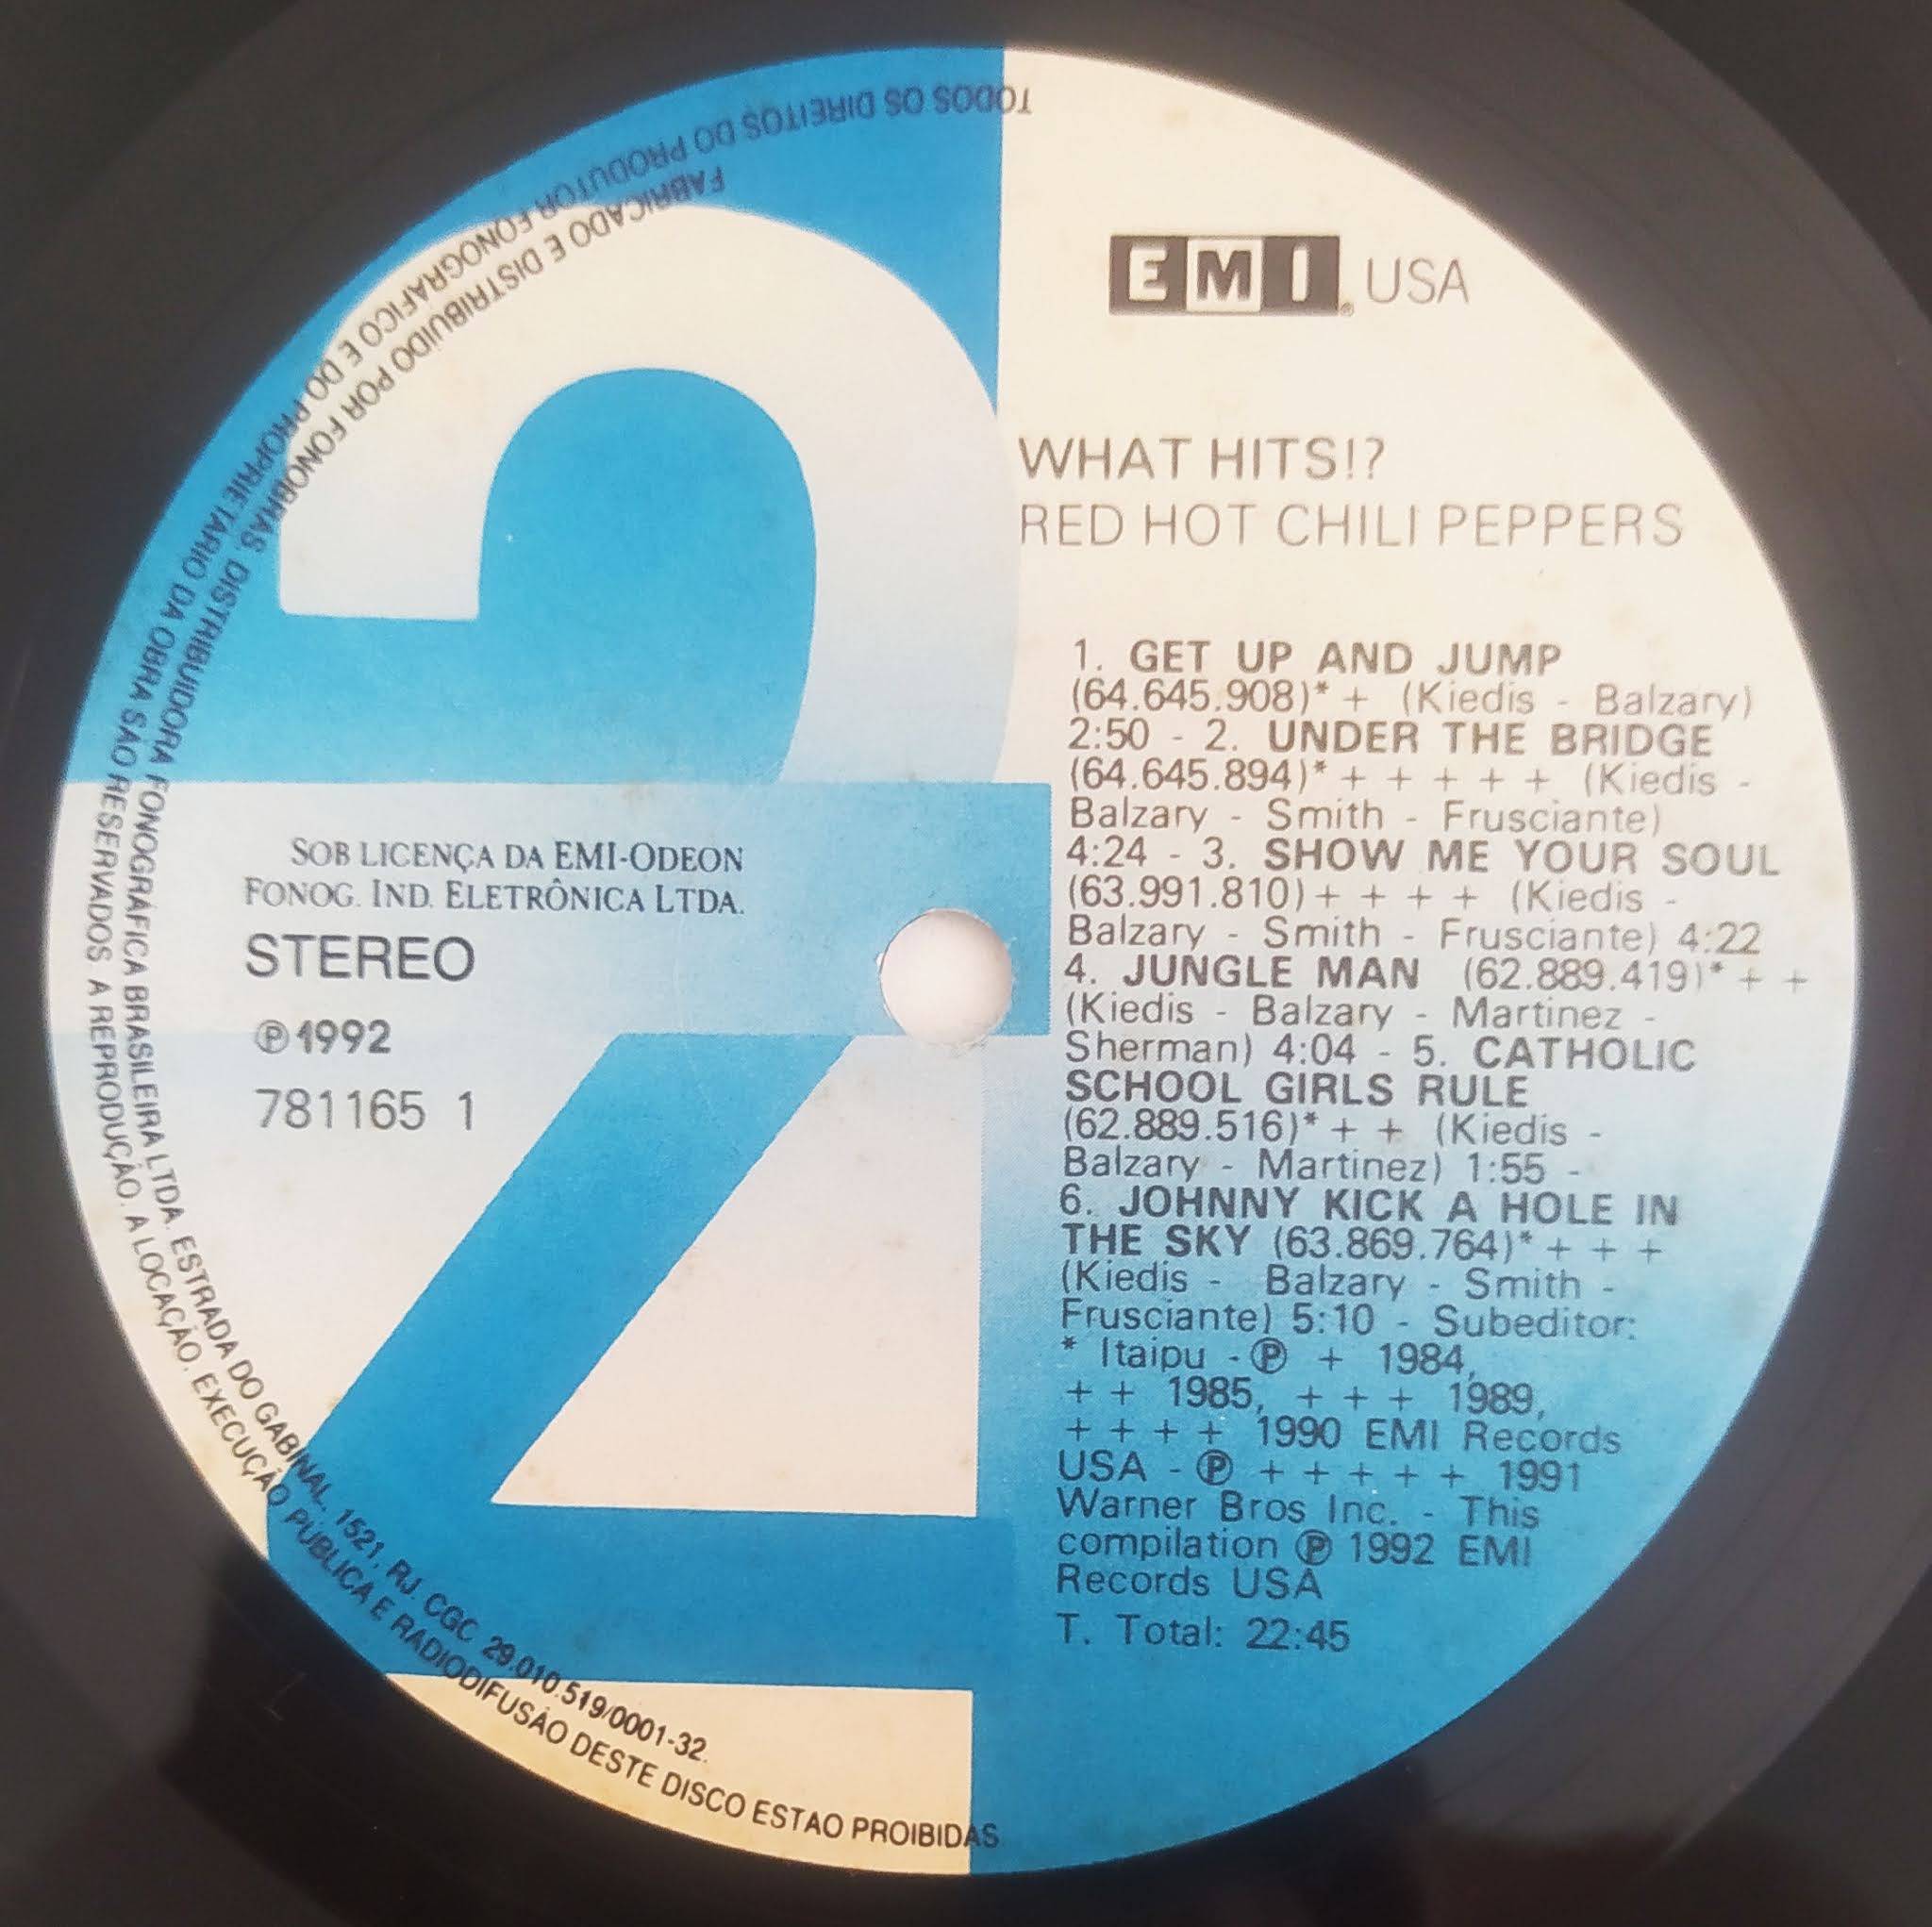 EMI® USA
WHAT HITS!?
RED HOT CHILI PEPPERS
1. GET UP AND JUMP
(64.645.908)* + (Kiedis - Balzary)
2:50 - 2. UNDER THE BRIDGE
(64.645.894)* + + + + + (Kiedis -
Balzary - Smith - Frusciante)
4:24 - 3. SHOW ME YOUR SOUL
(63.991.810) + + + + (Kiedis -
Balzary - Smith - Frusciante) 4:22
4. JUNGLE MAN (62.889.419)* + +
(Kiedis - Balzary - Martinez -
Sherman) 4:04 - 5. CATHOLIC
SCHOOL GIRLS RULE
(62.889.516)* + + (Kiedis -
Balzary - Martinez) 1:55 -
6. JOHNNY KICK A HOLE IN
THE SKY (63.869.764)* + + +
(Kiedis - Balzary - Smith -
Frusciante) 5:10 - Subeditor:
* Itaipu - ℗ + 1984,
+ + 1985, + + + 1989,
+ + + + 1990 EMI Records
USA - ℗ + + + + + 1991
Warner Bros Inc. - This
compilation ℗ 1992 EMI
Records USA
T. Total: 22:45
SOB LICENÇA DA EMI-ODEON
FONOG. IND. ELETRÔNICA LTDA.
STEREO
℗ 1992
781165 1
TODOS OS DIREITOS DO PRODUTOR FONOGRÁFICO E DO PROPRIETÁRIO DA OBRA SÃO RESERVADOS. A REPRODUÇÃO. A LOCAÇÃO. EXECUÇÃO PÚBLICA E RADIODIFUSÃO DESTE DISCO ESTAO PROIBIDAS
FABRICADO E DISTRIBUIDO POR FONOBRAS. DISTRIBUIDORA FONOGRÁFICA BRASILEIRA LTDA. ESTRADA DO GABINAL, 1521, RJ. CGC 29.010.519/0001-32.
2